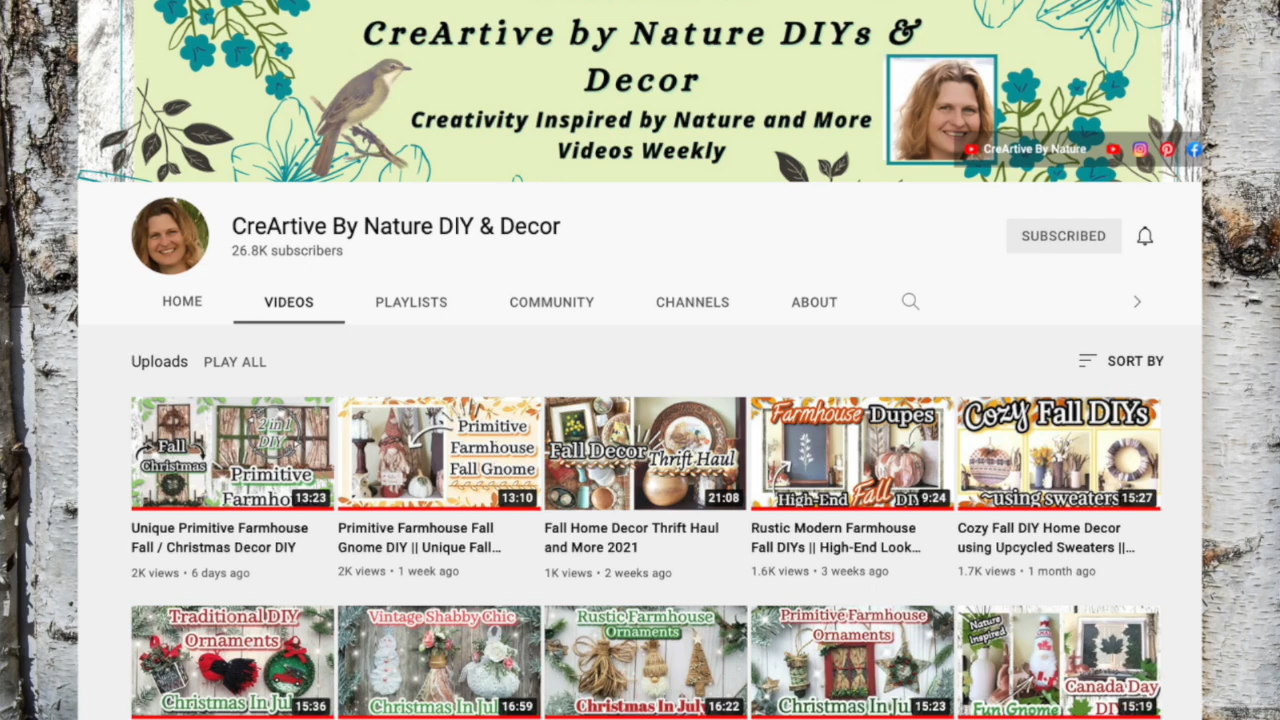 CreArtive by Nature DIYs &
Decor
Creativity Inspired by Nature and More
Videos Weekly
CreArtive By Nature
CreArtive By Nature DIY & Decor
26.8K subscribers
SUBSCRIBED
HOME
VIDEOS
PLAYLISTS
COMMUNITY
CHANNELS
ABOUT
Uploads
PLAY ALL
SORT BY
Fall
Christmas
2 in 1
DIY
Primitive
Farmho
13:23
Unique Primitive Farmhouse
Fall / Christmas Decor DIY
2K views • 6 days ago
Primitive
Farmhouse
Fall Gnome
13:10
Primitive Farmhouse Fall
Gnome DIY || Unique Fall...
2K views • 1 week ago
Fall Decor Thrift Haul
21:08
Fall Home Decor Thrift Haul
and More 2021
1K views • 2 weeks ago
Farmhouse Dupes
High-End Fall DIY
9:24
Rustic Modern Farmhouse
Fall DIYs || High-End Look...
1.6K views • 3 weeks ago
Cozy Fall DIYs
~using sweaters
15:27
Cozy Fall DIY Home Decor
using Upcycled Sweaters ||...
1.7K views • 1 month ago
Traditional DIY
Ornaments
Christmas In Jul
15:36
Vintage Shabby Chic
Christmas In Jul
16:59
Rustic Farmhouse
Ornaments
Christmas In July
16:22
Primitive Farmhouse
Ornaments
Christmas In Ju
15:23
Nature
Inspired
Canada Day
Fun Gnome
DI
15:19